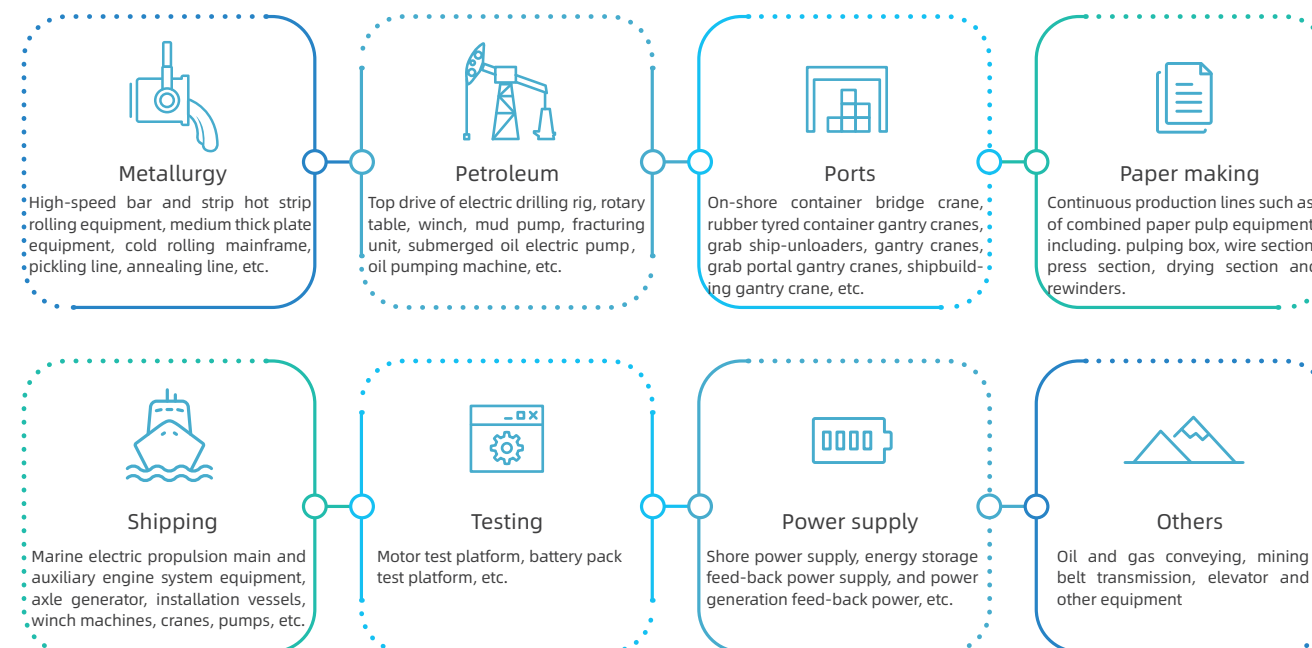 Metallurgy
High-speed bar and strip hot strip
rolling equipment, medium thick plate
equipment, cold rolling mainframe,
pickling line, annealing line, etc.
Petroleum
Top drive of electric drilling rig, rotary
table, winch, mud pump, fracturing
unit, submerged oil electric pump,
oil pumping machine, etc.
Ports
On-shore container bridge crane,
rubber tyred container gantry cranes,
grab ship-unloaders, gantry cranes,
grab portal gantry cranes, shipbuild-
ing gantry crane, etc.
Paper making
Continuous production lines such as
of combined paper pulp equipment
including. pulping box, wire section
press section, drying section and
rewinders.
Shipping
Marine electric propulsion main and
auxiliary engine system equipment,
axle generator, installation vessels,
winch machines, cranes, pumps, etc.
Testing
Motor test platform, battery pack
test platform, etc.
Power supply
Shore power supply, energy storage
feed-back power supply, and power
generation feed-back power, etc.
Others
Oil and gas conveying, mining
belt transmission, elevator and
other equipment